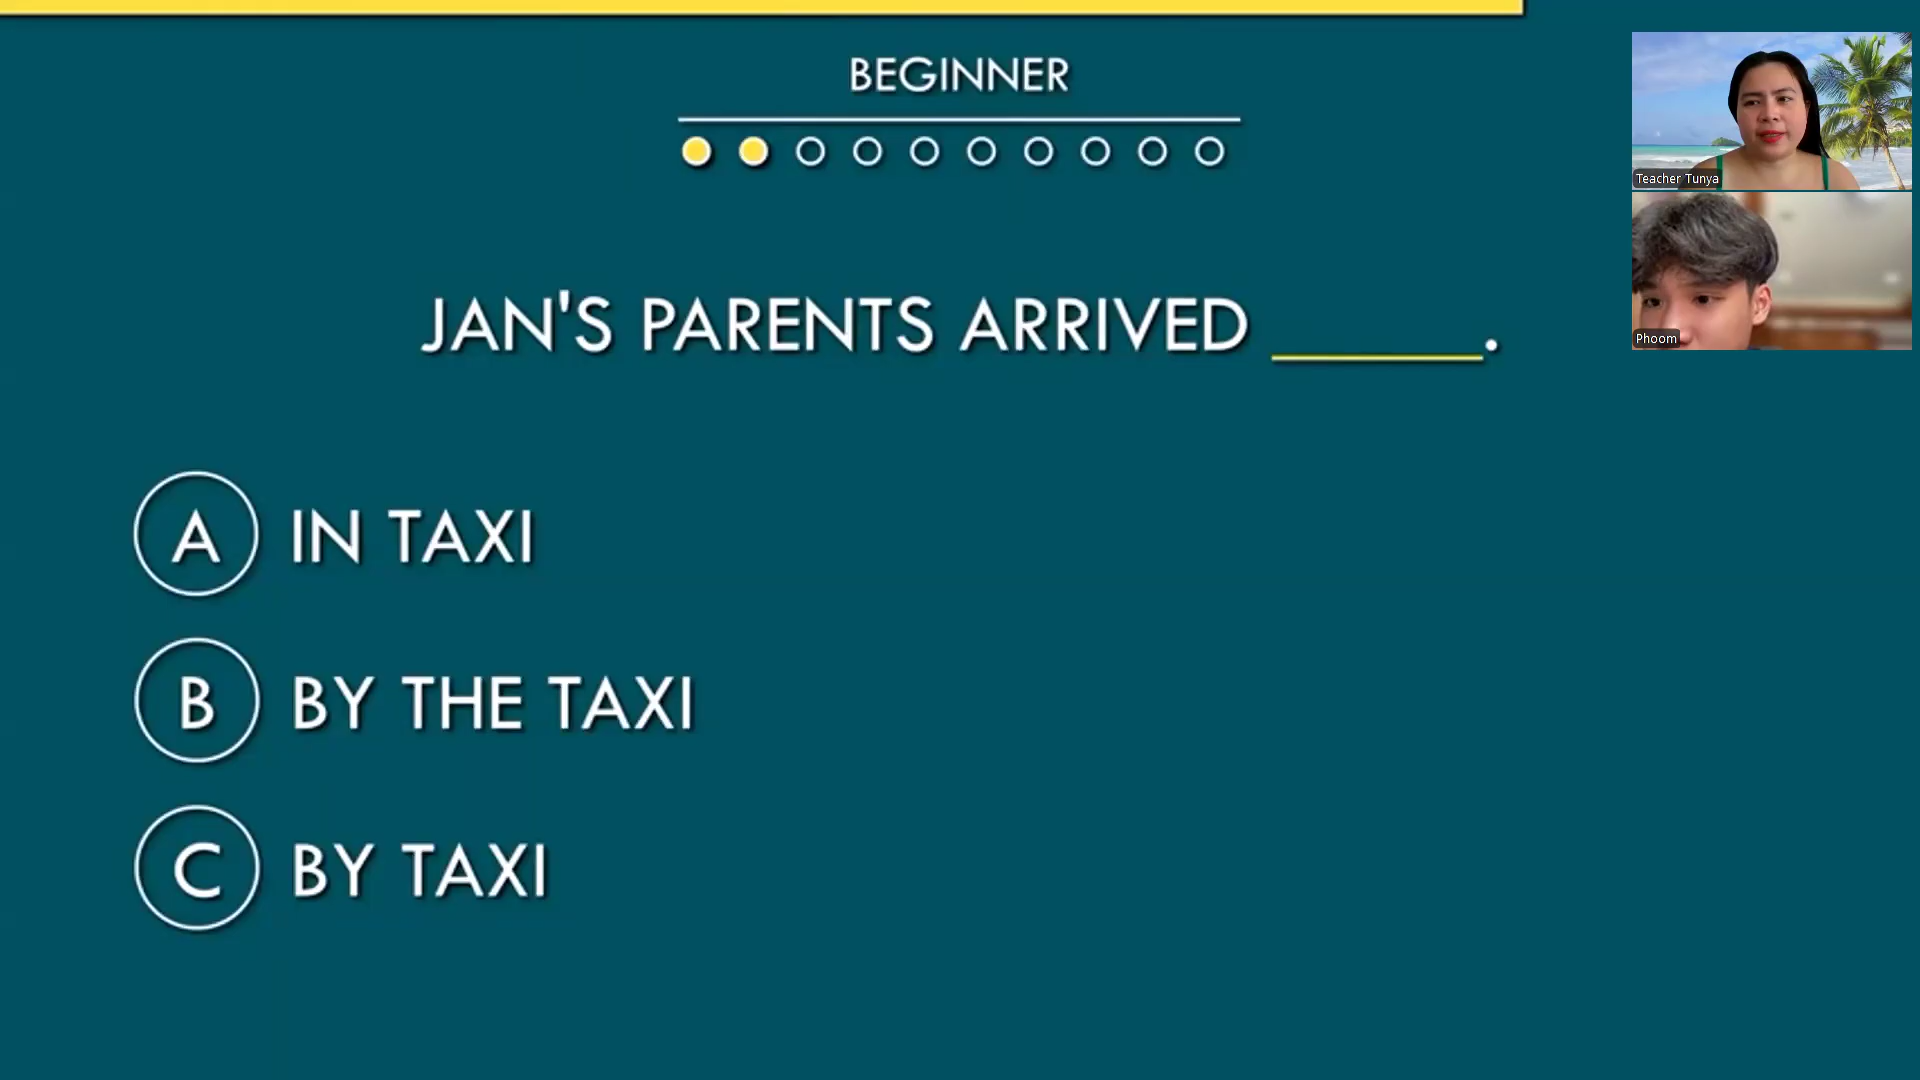 BEGINNER
JAN'S PARENTS ARRIVED ______.
A IN TAXI
B BY THE TAXI
C BY TAXI
Teacher Tunya
Phoom